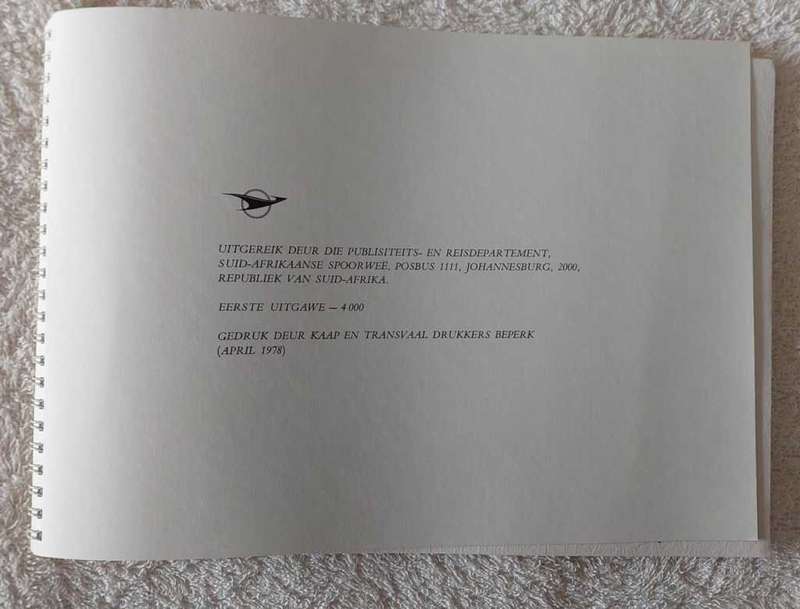 UITGEREIK DEUR DIE PUBLISITEITS- EN REISDEPARTEMENT,
SUID-AFRIKAANSE SPOORWEË, POSBUS 1111, JOHANNESBURG, 2000,
REPUBLIEK VAN SUID-AFRIKA.
EERSTE UITGAWE — 4 000
GEDRUK DEUR KAAP EN TRANSVAAL DRUKKERS BEPERK
(APRIL 1978)